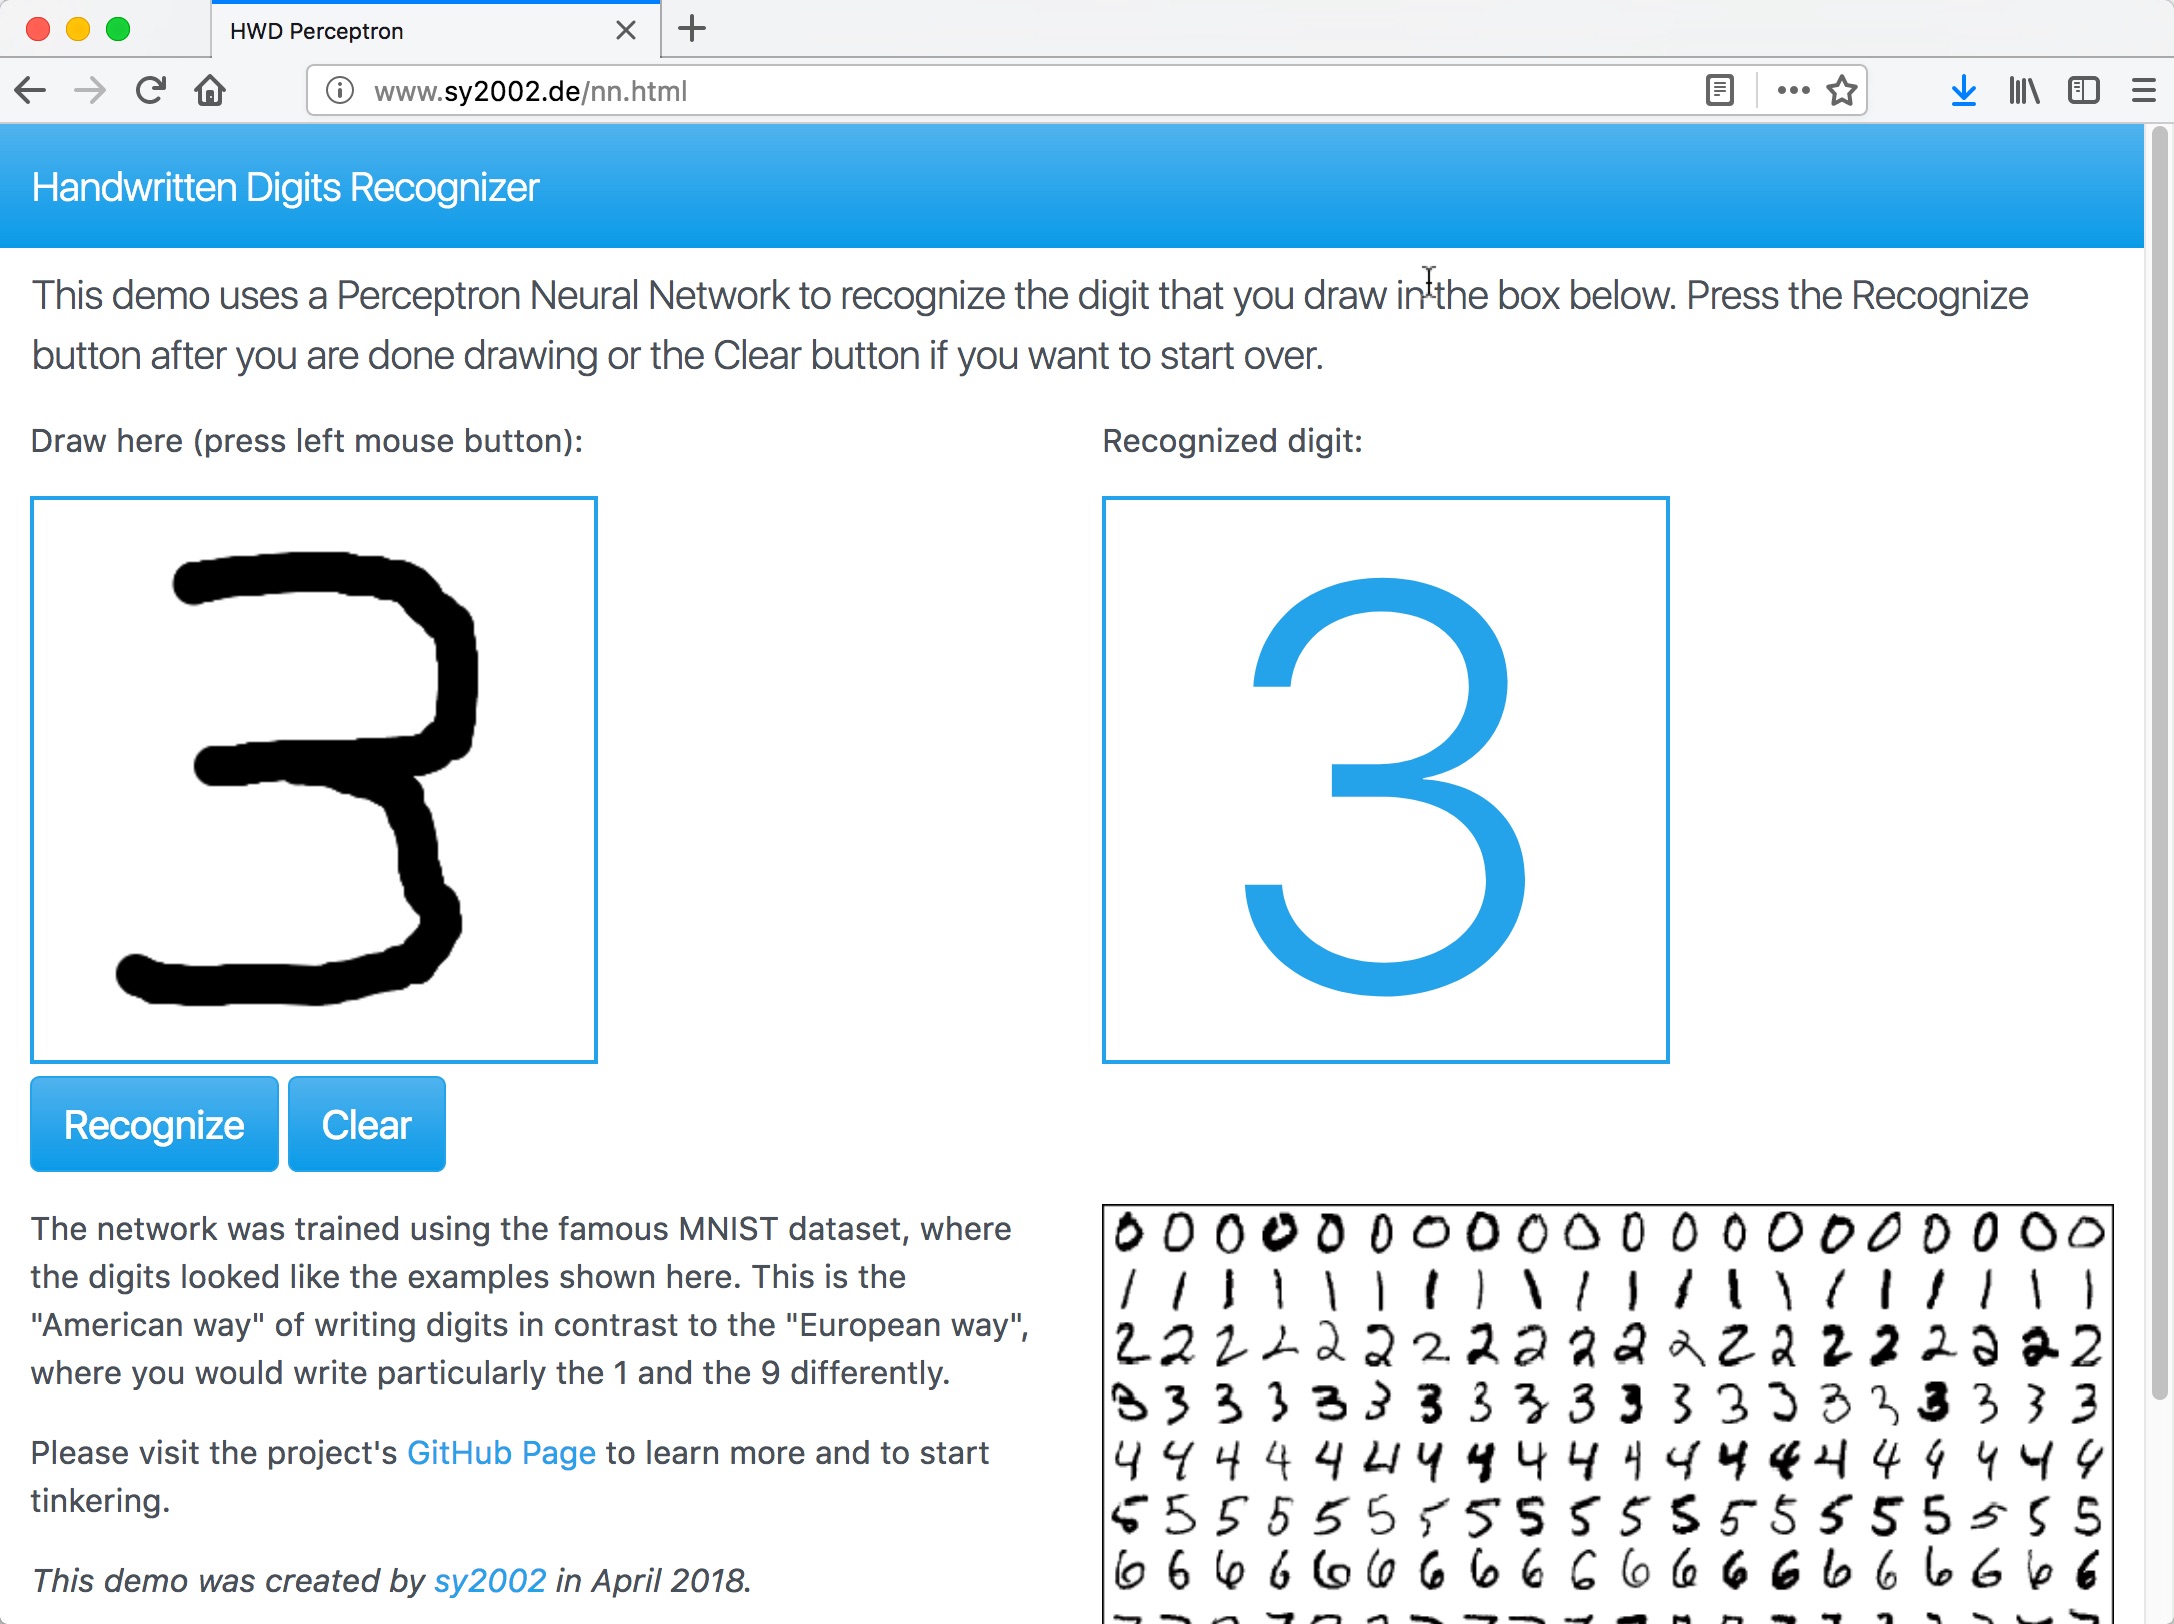 HWD Perceptron
www.sy2002.de/nn.html
Handwritten Digits Recognizer
This demo uses a Perceptron Neural Network to recognize the digit that you draw in the box below. Press the Recognize
button after you are done drawing or the Clear button if you want to start over.
Draw here (press left mouse button):
Recognized digit:
3
3
Recognize
Clear
The network was trained using the famous MNIST dataset, where
the digits looked like the examples shown here. This is the
"American way" of writing digits in contrast to the "European way",
where you would write particularly the 1 and the 9 differently.
Please visit the project's GitHub Page to learn more and to start
tinkering.
This demo was created by sy2002 in April 2018.
0 0 0 0 0 0 0 0 0 0 0 0 0 0 0 0 0 0 0 0
1 1 1 1 1 1 1 1 1 1 1 1 1 1 1 1 1 1 1 1
2 2 2 2 2 2 2 2 2 2 2 2 2 2 2 2 2 2 2 2
3 3 3 3 3 3 3 3 3 3 3 3 3 3 3 3 3 3 3 3
4 4 4 4 4 4 4 4 4 4 4 4 4 4 4 4 4 4 4 4
5 5 5 5 5 5 5 5 5 5 5 5 5 5 5 5 5 5 5 5
6 6 6 6 6 6 6 6 6 6 6 6 6 6 6 6 6 6 6 6